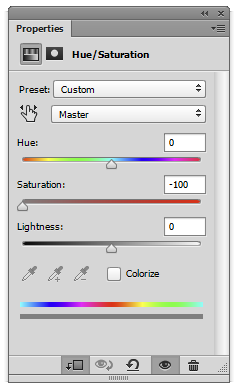 Properties
Hue/Saturation
Preset: Custom
Master
Hue: 0
Saturation: -100
Lightness: 0
Colorize